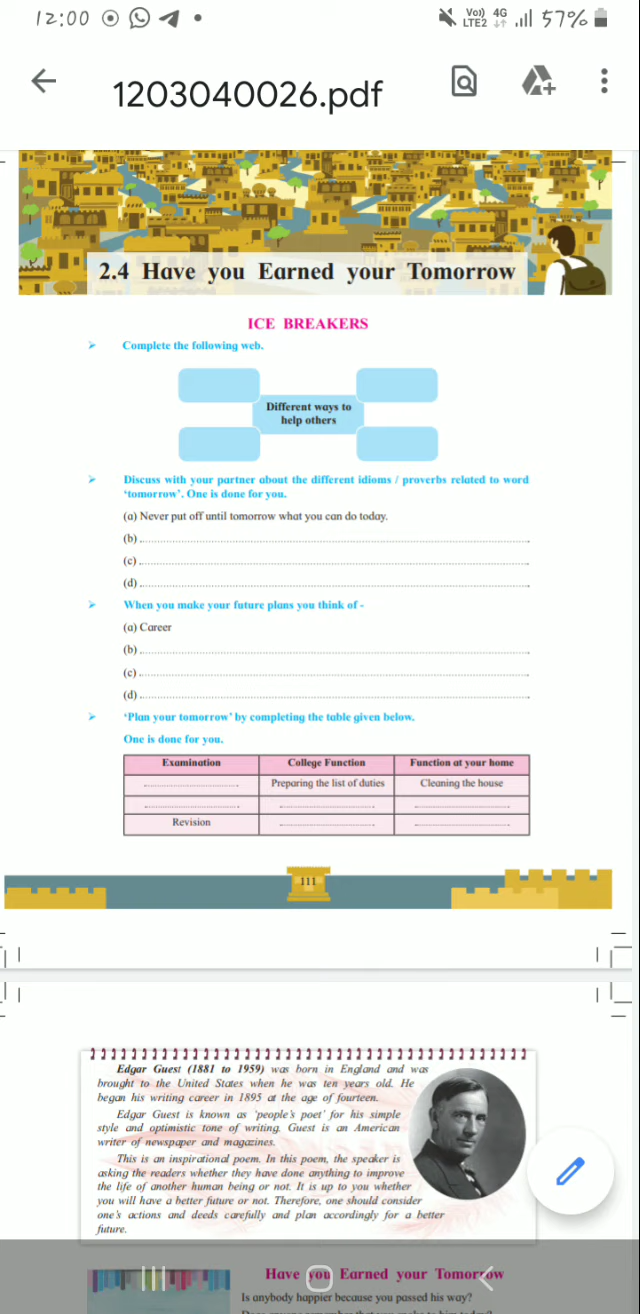 12:00
Vo)) 4G
LTE2
57%
1203040026.pdf
2.4 Have you Earned your Tomorrow
ICE BREAKERS
Complete the following web.
Different ways to
help others
Discuss with your partner about the different idioms / proverbs related to word
'tomorrow'. One is done for you.
(a) Never put off until tomorrow what you can do today.
(b)
(c)
(d)
When you make your future plans you think of -
(a) Career
(b)
(c)
(d)
'Plan your tomorrow' by completing the table given below.
One is done for you.
Examination College Function Function at your home
Preparing the list of duties Cleaning the house
Revision
111
Edgar Guest (1881 to 1959) was born in England and was
brought to the United States when he was ten years old. He
began his writing career in 1895 at the age of fourteen.
Edgar Guest is known as 'people's poet' for his simple
style and optimistic tone of writing. Guest is an American
writer of newspaper and magazines.
This is an inspirational poem. In this poem, the speaker is
asking the readers whether they have done anything to improve
the life of another human being or not. It is up to you whether
you will have a better future or not. Therefore, one should consider
one's actions and deeds carefully and plan accordingly for a better
future.
Have you Earned your Tomorrow
Is anybody happier because you passed his way?